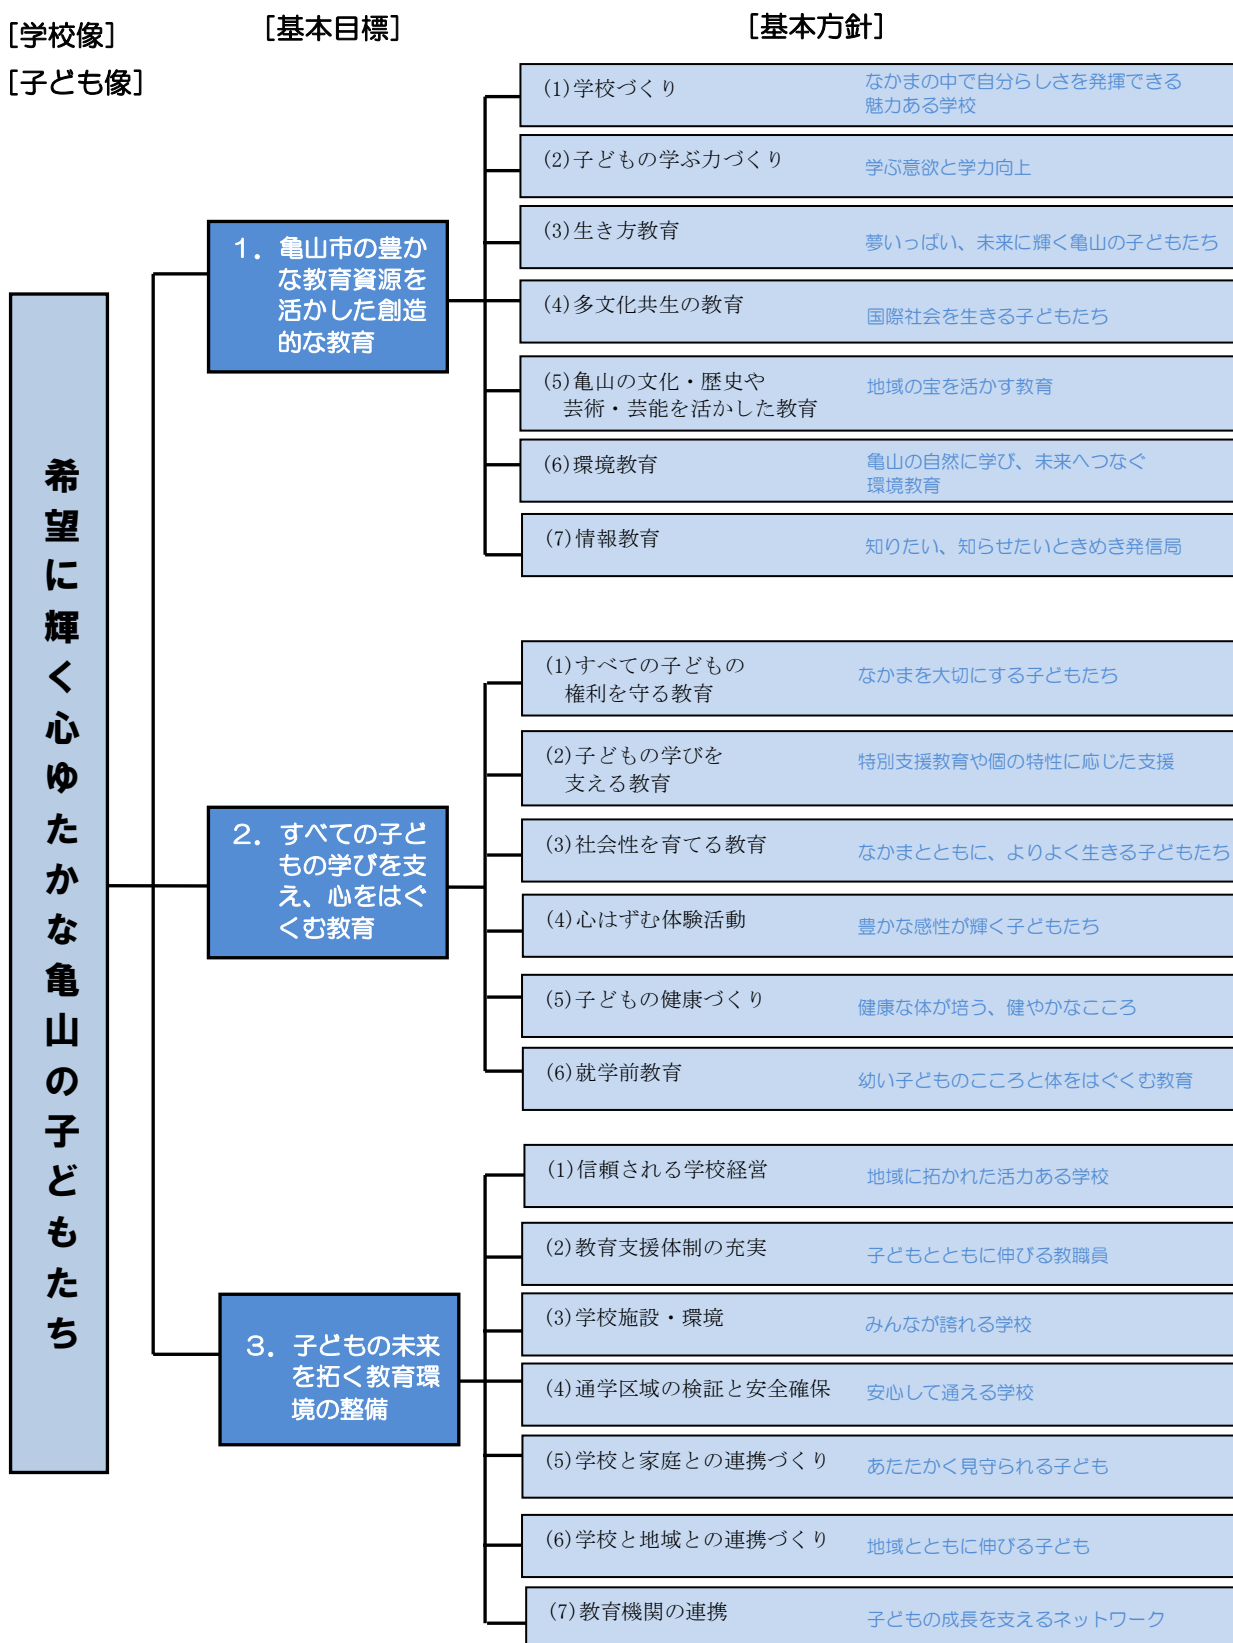 [学校像]
[子ども像]
[基本目標]
[基本方針]
希望に輝く心ゆたかな亀山の子どもたち
1．亀山市の豊か
な教育資源を
活かした創造
的な教育
(1)学校づくり
なかまの中で自分らしさを発揮できる
魅力ある学校
(2)子どもの学ぶ力づくり
学ぶ意欲と学力向上
(3)生き方教育
夢いっぱい、未来に輝く亀山の子どもたち
(4)多文化共生の教育
国際社会を生きる子どもたち
(5)亀山の文化・歴史や
芸術・芸能を活かした教育
地域の宝を活かす教育
(6)環境教育
亀山の自然に学び、未来へつなぐ
環境教育
(7)情報教育
知りたい、知らせたいときめき発信局
2．すべての子ど
もの学びを支
え、心をはぐ
くむ教育
(1)すべての子どもの
権利を守る教育
なかまを大切にする子どもたち
(2)子どもの学びを
支える教育
特別支援教育や個の特性に応じた支援
(3)社会性を育てる教育
なかまとともに、よりよく生きる子どもたち
(4)心はずむ体験活動
豊かな感性が輝く子どもたち
(5)子どもの健康づくり
健康な体が培う、健やかなこころ
(6)就学前教育
幼い子どものこころと体をはぐくむ教育
3．子どもの未来
を拓く教育環
境の整備
(1)信頼される学校経営
地域に拓かれた活力ある学校
(2)教育支援体制の充実
子どもとともに伸びる教職員
(3)学校施設・環境
みんなが誇れる学校
(4)通学区域の検証と安全確保
安心して通える学校
(5)学校と家庭との連携づくり
あたたかく見守られる子ども
(6)学校と地域との連携づくり
地域とともに伸びる子ども
(7)教育機関の連携
子どもの成長を支えるネットワーク